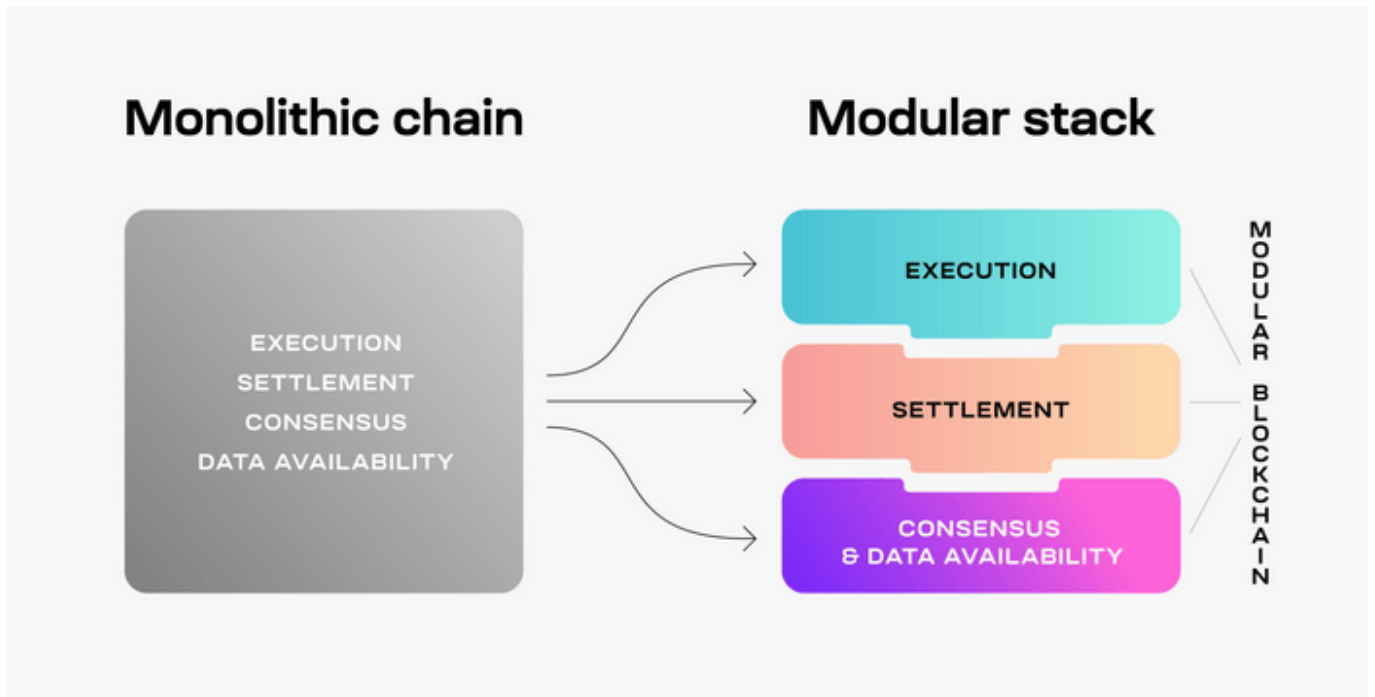 Monolithic chain
Modular stack
EXECUTION
SETTLEMENT
CONSENSUS
DATA AVAILABILITY
EXECUTION
SETTLEMENT
CONSENSUS
& DATA AVAILABILITY
MODULAR BLOCKCHAIN